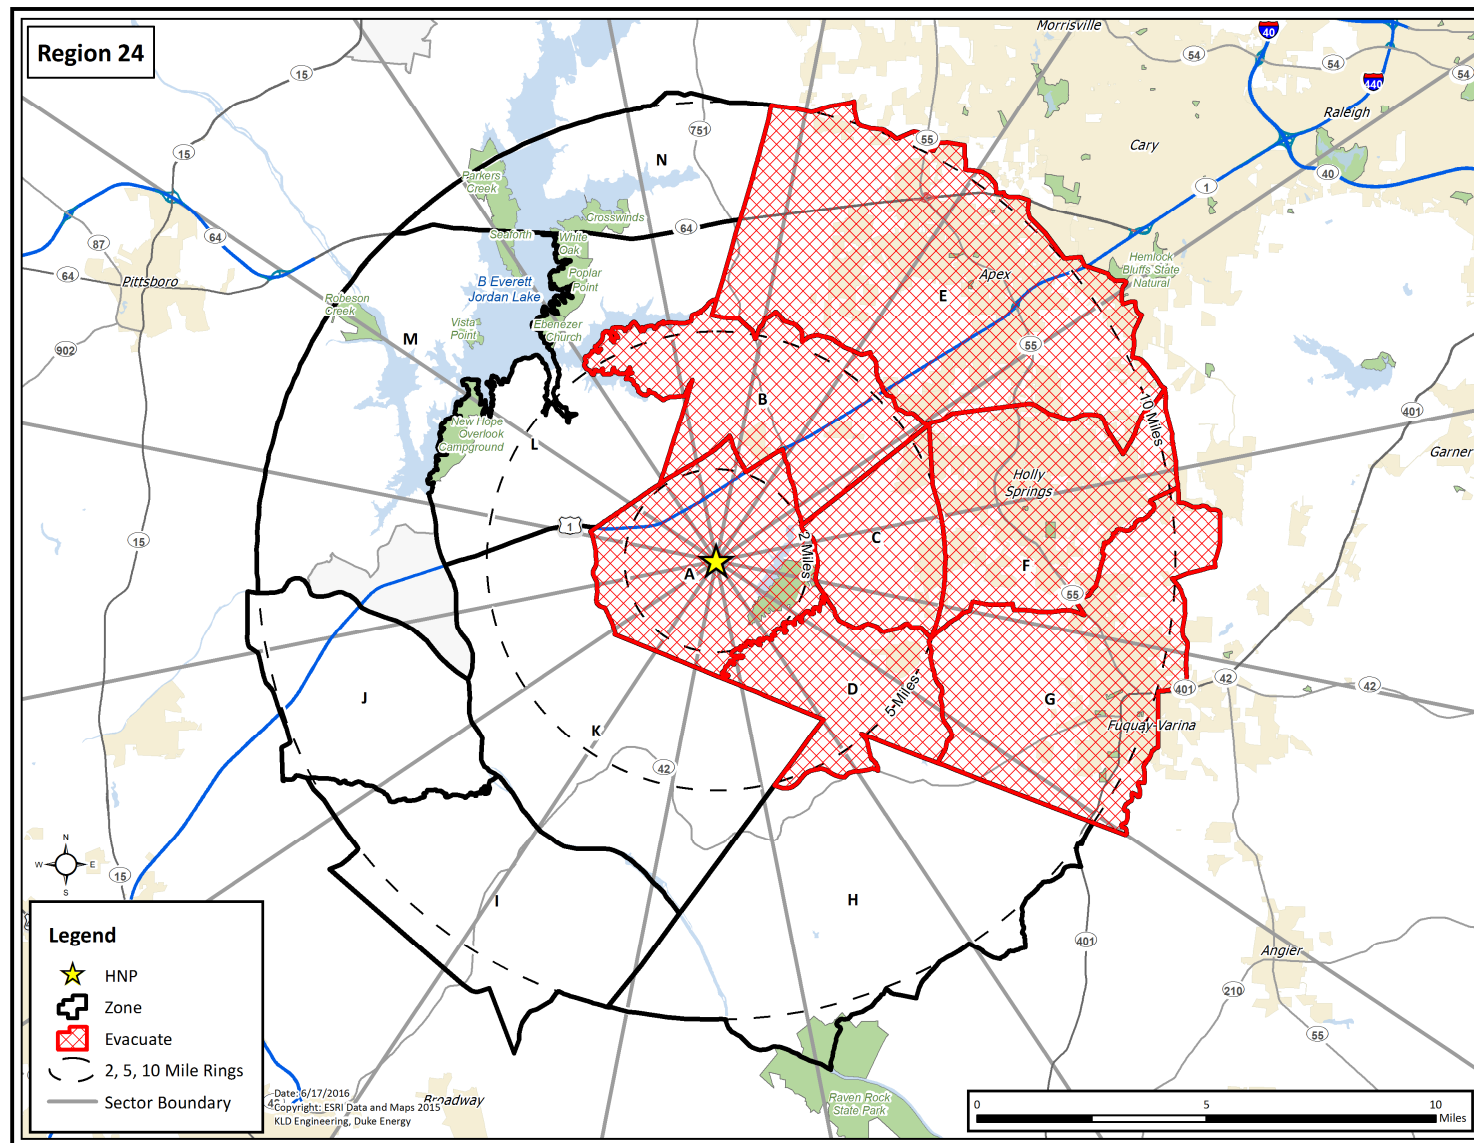 Region 24
Morrisville
40
54
54
54
440
Raleigh
15
751
55
Cary
15
N
40
Parkers
Creek
1
Crosswinds
64
Seaforth
White
Oak
87
64
64
Pittsboro
B Everett
Jordan Lake
Poplar
Point
Apex
Hemlock
Bluffs State
Natural
E
Robeson
Creek
Vista
Point
Ebenezer
Church
M
902
55
B
10 Miles
401
New Hope
Overlook
Campground
L
Garner
Holly
Springs
1
15
2 Miles
C
A
F
55
42
42
401
J
D
5 Miles
G
K
Fuquay-Varina
42
N
W
E
S
15
I
H
401
Angier
210
55
Legend
HNP
Zone
Evacuate
2, 5, 10 Mile Rings
Sector Boundary
Date: 6/17/2016
Copyright: ESRI Data and Maps 2015
KLD Engineering, Duke Energy
Broadway
Raven Rock
State Park
0
5
10
Miles